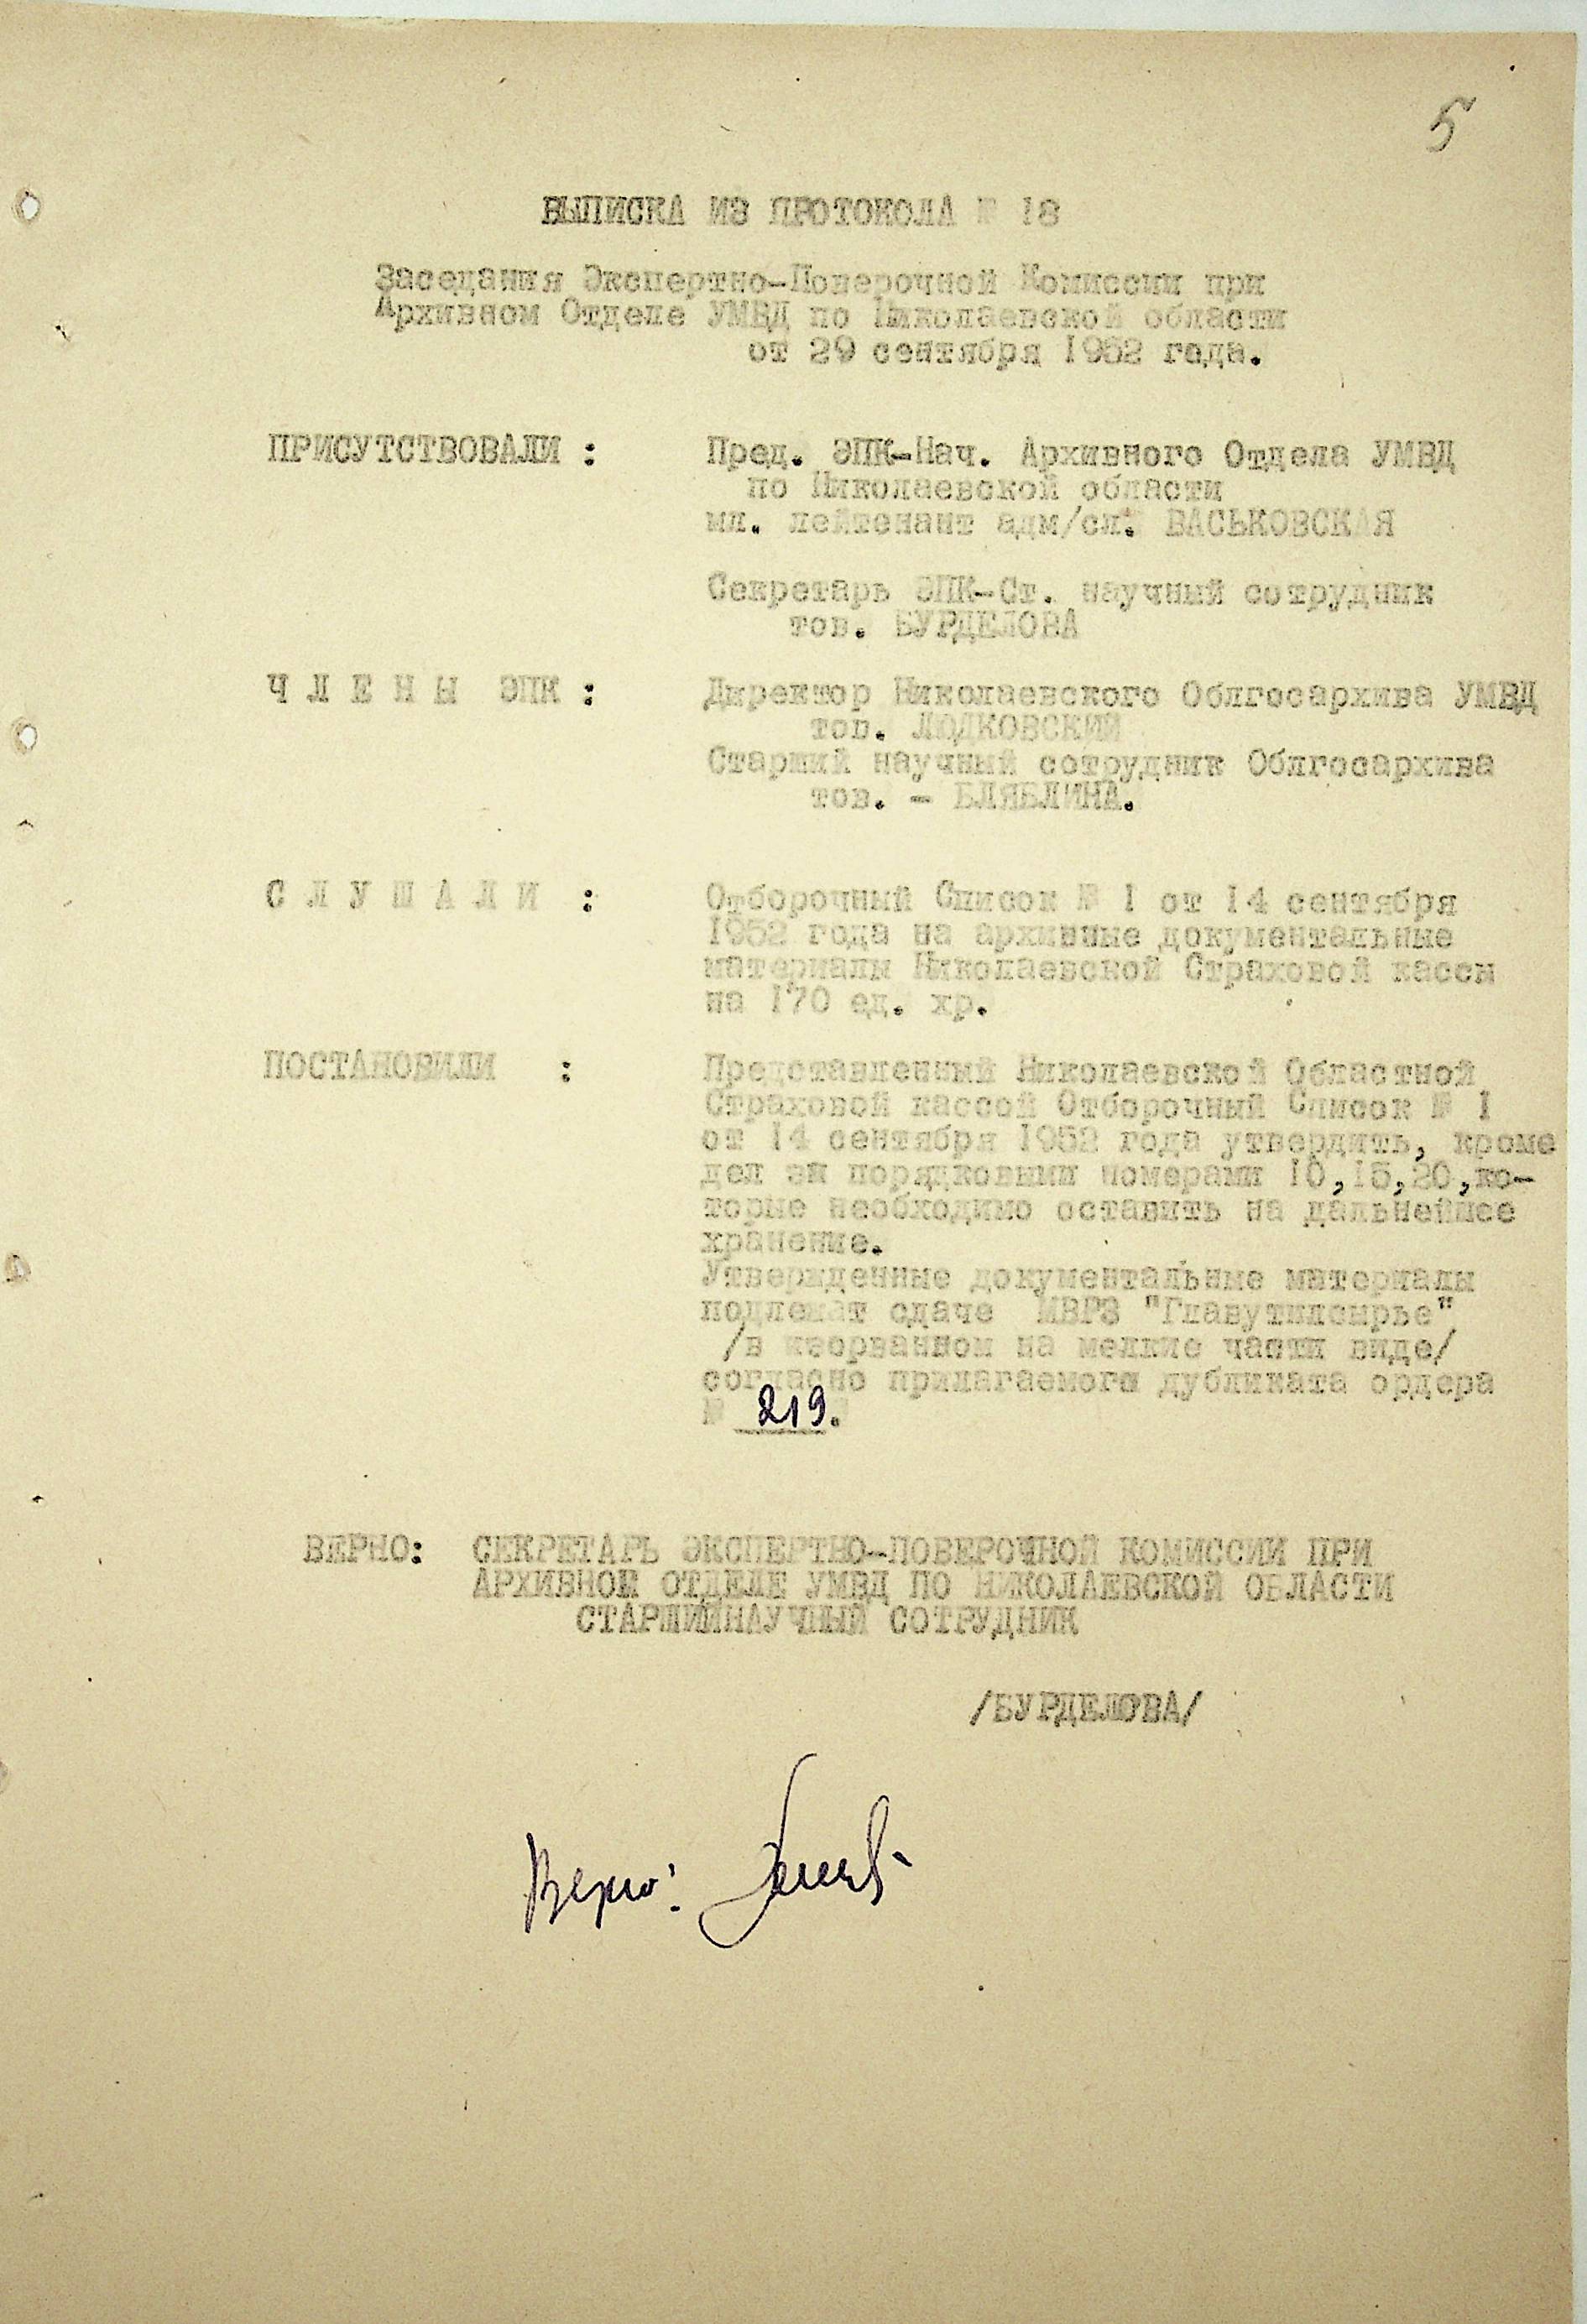 5
ВЫПИСКА ИЗ ПРОТОКОЛА № 18
Заседания Экспертно-Поверочной Комиссии при
Архивном Отделе УМВД по Николаевской области
от 29 сентября 1952 года.
ПРИСУТСТВОВАЛИ : Пред. ЭПК-Нач. Архивного Отдела УМВД
по Николаевской области
мл. лейтенант адм/сл. ВАСЬКОВСКАЯ
Секретарь ЭПК-Ст. научный сотрудник
тов. БУРДЕЛОВА
Ч Л Е Н Ы ЭПК : Директор Николаевского Облгосархива УМВД
тов. ЛЮДКОВСКИЙ
Старший научный сотрудник Облгосархива
тов. - БЛЯБЛИНА.
С Л У Ш А Л И : Отборочный Список № 1 от 14 сентября
1952 года на архивные документальные
материалы Николаевской Страховой кассы
на 170 ед. хр.
ПОСТАНОВИЛИ : Представленный Николаевской Областной
Страховой кассой Отборочный Список № 1
от 14 сентября 1952 года утвердить, кроме
дел за порядковыми номерами 10,15,20,ко-
торые необходимо оставить на дальнейшее
хранение.
Утвержденные документальные материалы
подлежат сдаче "Главутилсырье"
/в изорванном на мелкие части виде/
согласно прилагаемого дубликата ордера
№ 219.
ВЕРНО: СЕКРЕТАРЬ ЭКСПЕРТНО-ПОВЕРОЧНОЙ КОМИССИИ ПРИ
АРХИВНОМ ОТДЕЛЕ УМВД ПО НИКОЛАЕВСКОЙ ОБЛАСТИ
СТАРШИЙНАУЧНЫЙ СОТРУДНИК
/БУРДЕЛОВА/
Верно: